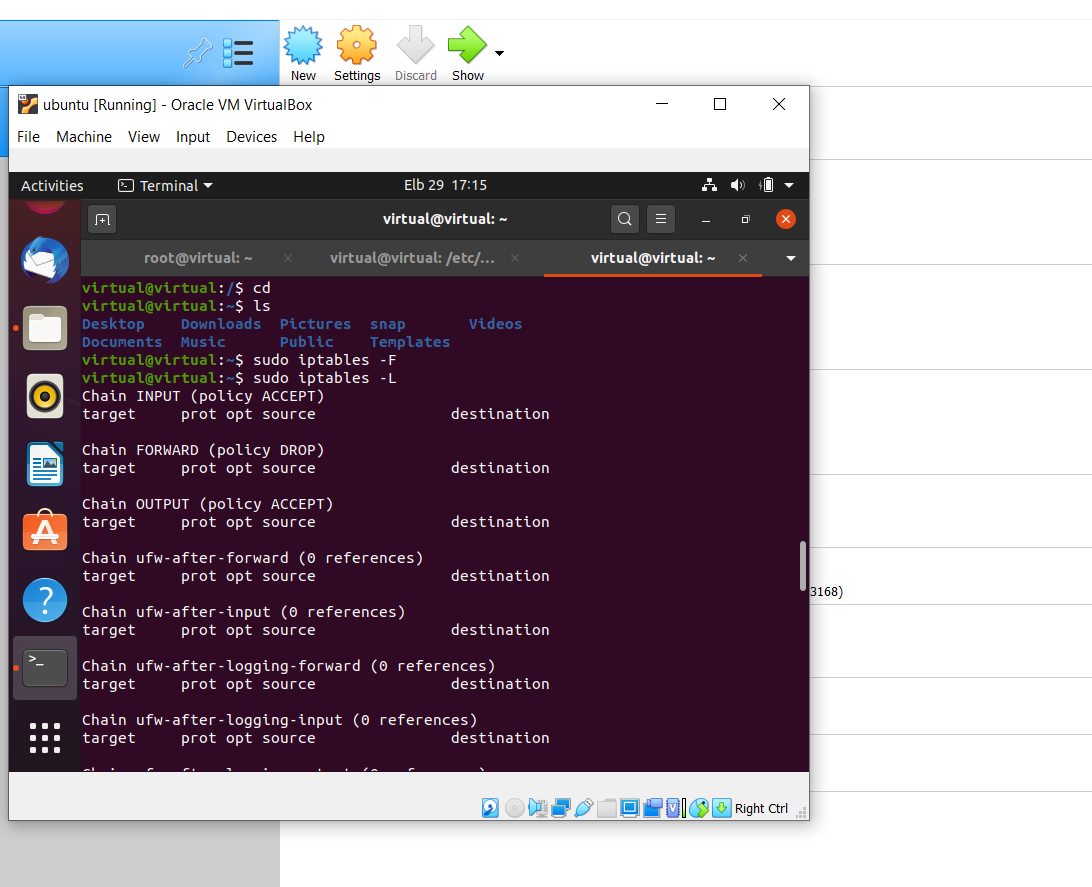 New
Settings
Discard
Show
ubuntu [Running] - Oracle VM VirtualBox
File Machine View Input Devices Help
Activities
Terminal
Elb 29 17:15
virtual@virtual: ~
root@virtual: ~
virtual@virtual: /etc/...
virtual@virtual: ~
virtual@virtual:/$ cd
virtual@virtual:~$ ls
Desktop Downloads Pictures snap Videos
Documents Music Public Templates
virtual@virtual:~$ sudo iptables -F
virtual@virtual:~$ sudo iptables -L
Chain INPUT (policy ACCEPT)
target prot opt source destination
Chain FORWARD (policy DROP)
target prot opt source destination
Chain OUTPUT (policy ACCEPT)
target prot opt source destination
Chain ufw-after-forward (0 references)
target prot opt source destination
Chain ufw-after-input (0 references)
target prot opt source destination
Chain ufw-after-logging-forward (0 references)
target prot opt source destination
Chain ufw-after-logging-input (0 references)
target prot opt source destination
3168)
Right Ctrl